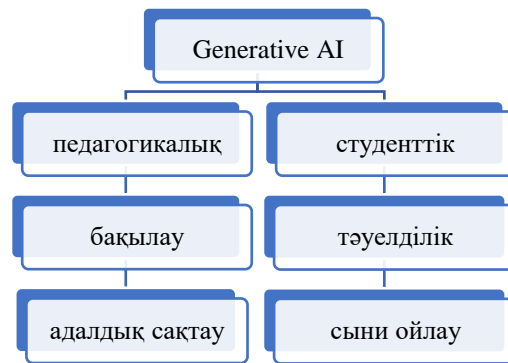 Generative AI
педагогикалық
студенттік
бақылау
тәуелділік
адалдық сақтау
сыни ойлау